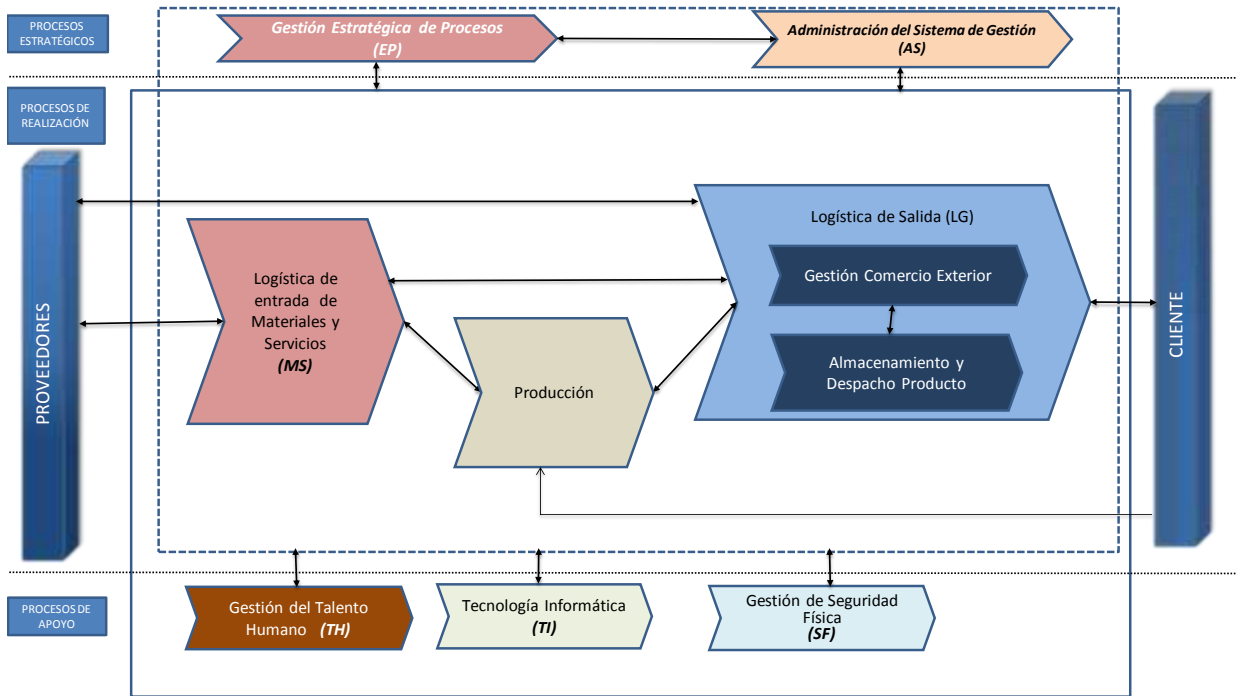 PROCESOS
ESTRATÉGICOS
Gestión Estratégica de Procesos
(EP)
Administración del Sistema de Gestión
(AS)
PROCESOS DE
REALIZACIÓN
PROVEEDORES
Logística de
entrada de
Materiales y
Servicios
(MS)
Producción
Logística de Salida (LG)
Gestión Comercio Exterior
Almacenamiento y
Despacho Producto
CLIENTE
PROCESOS DE
APOYO
Gestión del Talento
Humano (TH)
Tecnología Informática
(TI)
Gestión de Seguridad
Física
(SF)